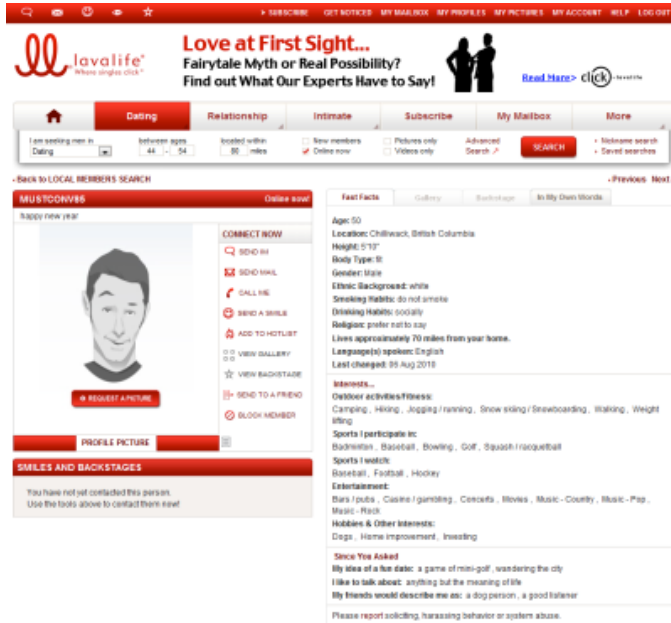 SUBSCRIBE GET NOTICED MY MAILBOX MY PROFILES MY PICTURES MY ACCOUNT HELP LOG OUT
lavalife
Where singles click
Love at First Sight...
Fairytale Myth or Real Possibility?
Find out What Our Experts Have to Say!
Read More> click lavalife
Dating Relationship Intimate Subscribe My Mailbox More
I am seeking men in between ages located within New members Pictures only Advanced Nickname search
Dating 44 - 54 80 miles Online now Videos only Search SEARCH Saved searches
Back to LOCAL MEMBERS SEARCH Previous Next
MUSTCONV85 Online now!
happy new year
CONNECT NOW
SEND IM
SEND MAIL
CALL ME
SEND A SMILE
ADD TO HOTLIST
VIEW GALLERY
VIEW BACKSTAGE
SEND TO A FRIEND
BLOCK MEMBER
REQUEST A PICTURE
PROFILE PICTURE
SMILES AND BACKSTAGES
You have not yet contacted this person.
Use the tools above to contact them now!
Fast Facts Gallery Backstage In My Own Words
Age: 50
Location: Chilliwack, British Columbia
Height: 5'10"
Body Type: fit
Gender: Male
Ethnic Background: white
Smoking Habits: do not smoke
Drinking Habits: socially
Religion: prefer not to say
Lives approximately 70 miles from your home.
Language(s) spoken: English
Last changed: 06 Aug 2010
Interests...
Outdoor activities/fitness:
Camping , Hiking , Jogging / running , Snow skiing / Snowboarding , Walking , Weight
lifting
Sports I participate in:
Badminton , Baseball , Bowling , Golf , Squash / racquetball
Sports I watch:
Baseball , Football , Hockey
Entertainment:
Bars / pubs , Casino / gambling , Concerts , Movies , Music - Country , Music - Pop ,
Music - Rock
Hobbies & Other Interests:
Dogs , Home improvement , Investing
Since You Asked
My idea of a fun date: a game of mini-golf , wandering the city
I like to talk about: anything but the meaning of life
My friends would describe me as: a dog person , a good listener
Please report soliciting, harassing behavior or system abuse.